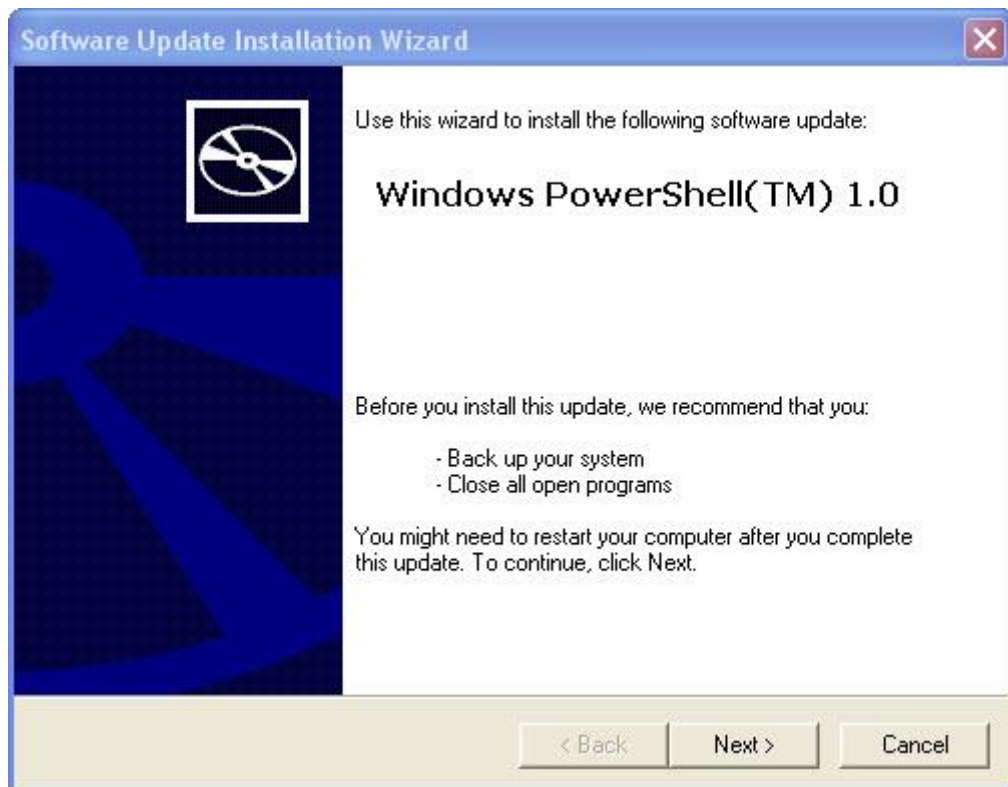 Software Update Installation Wizard
Use this wizard to install the following software update:
Windows PowerShell(TM) 1.0
Before you install this update, we recommend that you:
- Back up your system
- Close all open programs
You might need to restart your computer after you complete
this update. To continue, click Next.
< Back
Next >
Cancel